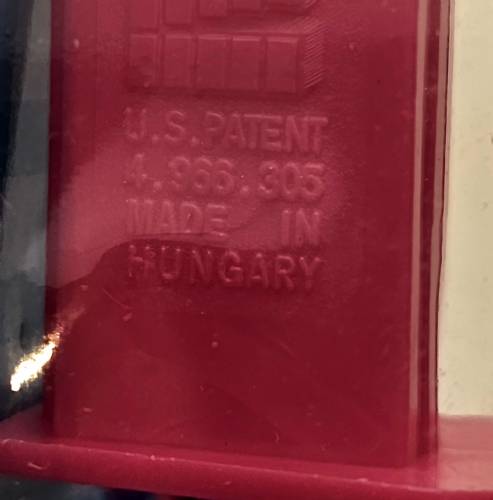 U.S.PATENT
4.966.305
MADE IN
HUNGARY